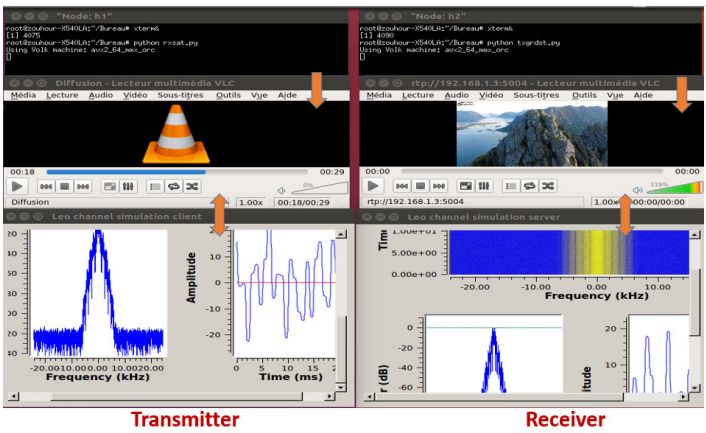 "Node: h1"
root@zouhour-X540LA:~/Bureau# xterm&
[1] 4075
root@zouhour-X540LA:~/Bureau# python rxsat.py
Using Volk machine: avx2_64_mmx_orc
Diffusion - Lecteur multimédia VLC
Média Lecture Audio Vidéo Sous-titres Outils Vue Aide
00:18 00:29
0%
Diffusion 1.00x 00:18/00:29
Leo channel simulation client
20
10
Amplitude
0
-10
-20
-20.00 10.00 0.00 10.00 20.00
Frequency (kHz)
0 5 10 15
Time (ms)
Transmitter
"Node: h2"
root@zouhour-X540LA:~/Bureau# xterm&
[1] 4090
root@zouhour-X540LA:~/Bureau# python txgrdst.py
Using Volk machine: avx2_64_mmx_orc
rtp://192.168.1.3:5004 - Lecteur multimédia VLC
Média Lecture Audio Vidéo Sous-titres Outils Vue Aide
00:00 00:00
118%
rtp://192.168.1.3:5004 1.00x 00:00/00:00
Leo channel simulation server
1.00e+01
5.00e+00
0.00e+00
-20.00 -10.00 0.00 10.00
Frequency (kHz)
0
-20
-40
-60
r (dB)
20
10
itude
Receiver